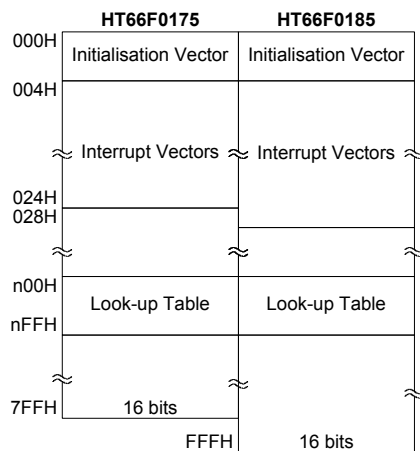 HT66F0175 HT66F0185
000H
Initialisation Vector Initialisation Vector
004H
Interrupt Vectors Interrupt Vectors
024H
028H
n00H
Look-up Table Look-up Table
nFFH
7FFH 16 bits
FFFH 16 bits